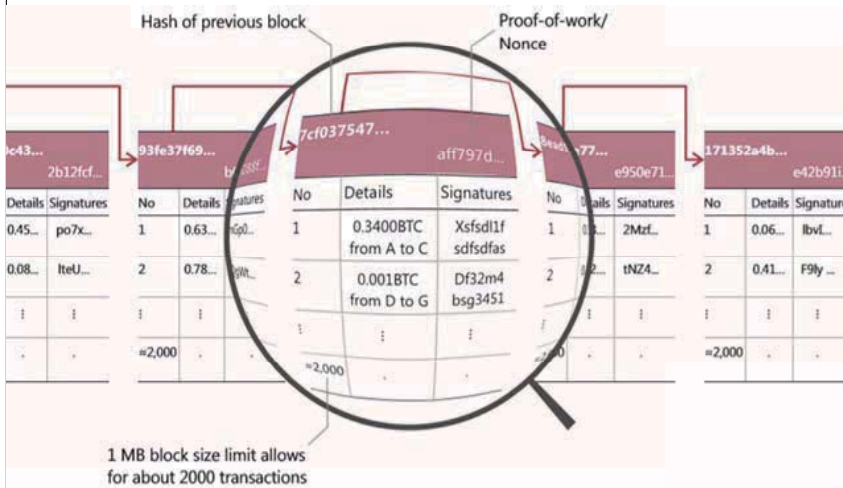 Hash of previous block
Proof-of-work/
Nonce
0c43...
2b12fcf...
Details Signatures
0.45... po7x...
0.08... IteU...
⋮ ⋮
. .
93fe37f69...
No Details
1 0.63...
2 0.78...
⋮ ⋮
≈2,000 . .
7cf037547...
aff797d...
No Details Signatures
1 0.3400BTC Xsfsdl1f
from A to C sdfsdfas
2 0.001BTC Df32m4
from D to G bsg3451
⋮ ⋮ ⋮
≈2,000 . .
e950e71...
No Signatures
1 2Mzf...
2 tNZ4...
⋮ ⋮
. .
171352a4b...
e42b91i.
No Details Signatur
1 0.06... Ibvl...
2 0.41... F9ly ...
⋮ ⋮ ⋮
≈2,000 . .
1 MB block size limit allows
for about 2000 transactions